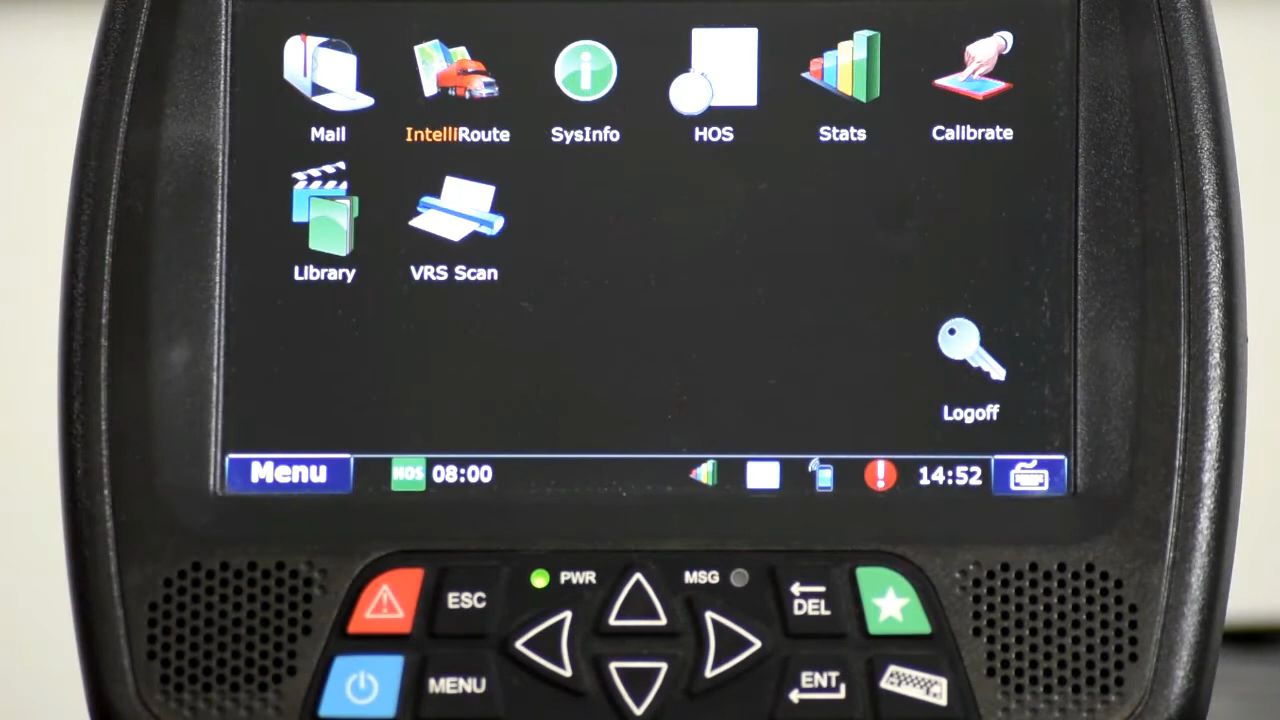 Mail IntelliRoute SysInfo HOS Stats Calibrate
Library VRS Scan
Logoff
Menu HOS 08:00 14:52
ESC PWR MSG DEL
MENU ENT